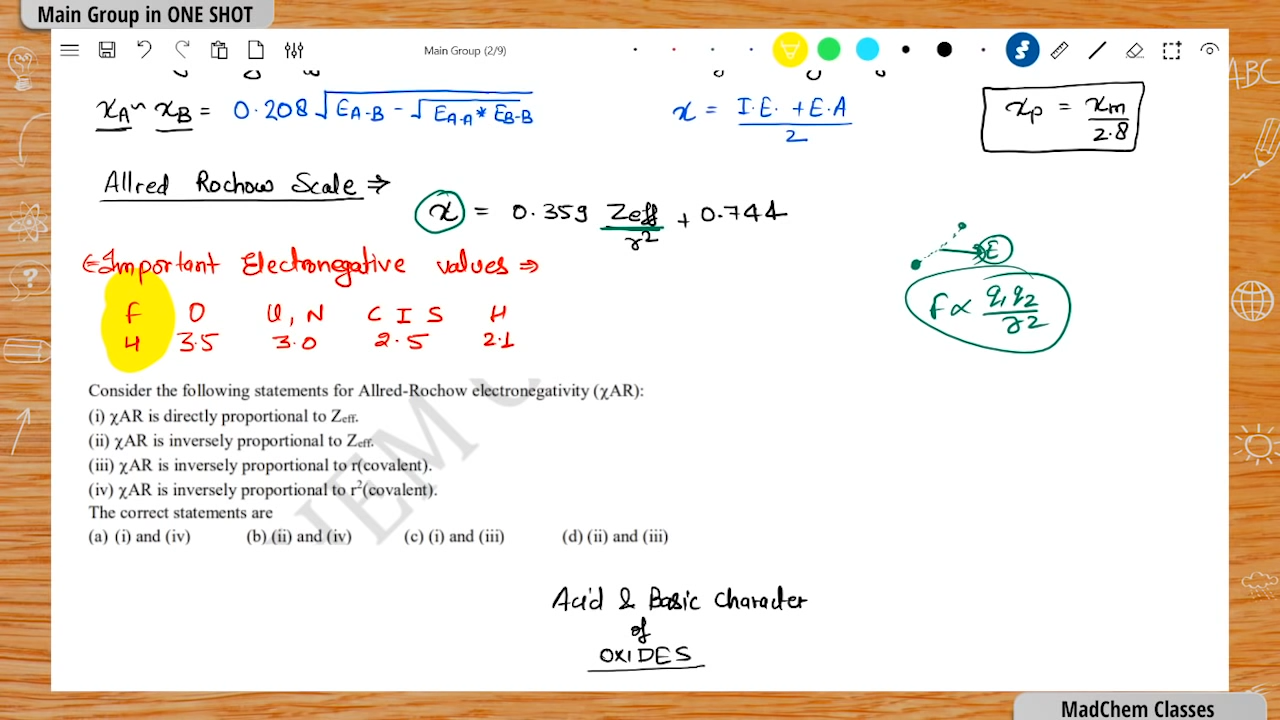 Main Group in ONE SHOT
Main Group (2/9)
ABC
xA ~ xB = 0.208 √EA-B - √EA-A * EB-B
x = I.E. + E.A / 2
xp = xm / 2.8
Allred Rochow Scale ⇒
x = 0.359 Zeff / r2 + 0.744
Important Electronegative values ⇒
E
F ∝ q1q2 / r2
F O Cl, N C I S H
4 3.5 3.0 2.5 2.1
Consider the following statements for Allred-Rochow electronegativity (χAR):
(i) χAR is directly proportional to Zeff.
(ii) χAR is inversely proportional to Zeff.
(iii) χAR is inversely proportional to r(covalent).
(iv) χAR is inversely proportional to r²(covalent).
The correct statements are
(a) (i) and (iv) (b) (ii) and (iv) (c) (i) and (iii) (d) (ii) and (iii)
Acid & Basic Character
of
OXIDES
MadChem Classes